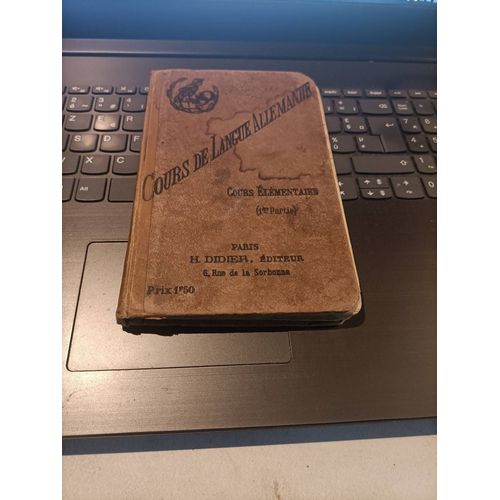 COURS DE LANGUE ALLEMANDE
COURS ÉLÉMENTAIRE
(1re Partie)
PARIS
H. DIDIER, ÉDITEUR
6, Rue de la Sorbonne
Prix 1f50